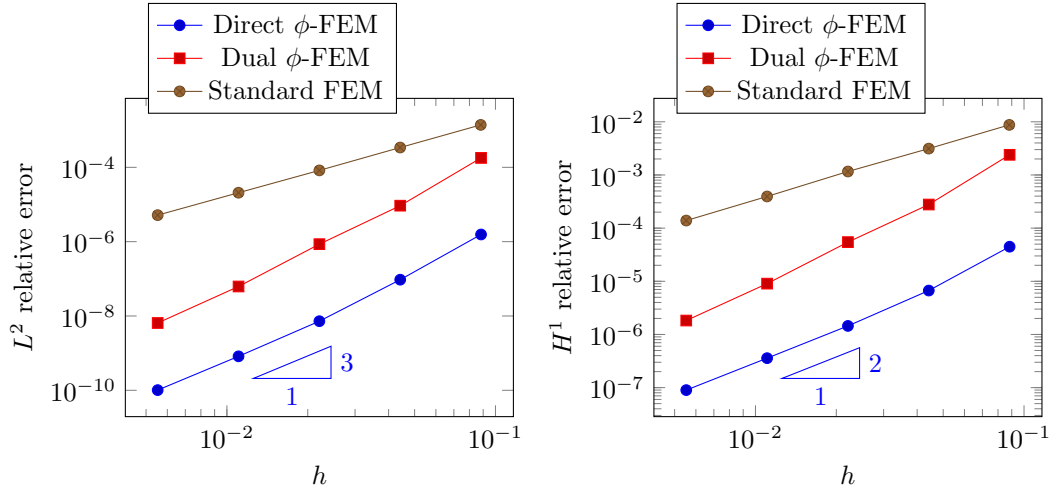 Direct ϕ-FEM
Dual ϕ-FEM
Standard FEM
L² relative error
10⁻⁴
10⁻⁶
10⁻⁸
10⁻¹⁰
3
1
10⁻²
10⁻¹
h
Direct ϕ-FEM
Dual ϕ-FEM
Standard FEM
H¹ relative error
10⁻²
10⁻³
10⁻⁴
10⁻⁵
10⁻⁶
10⁻⁷
2
1
10⁻²
10⁻¹
h